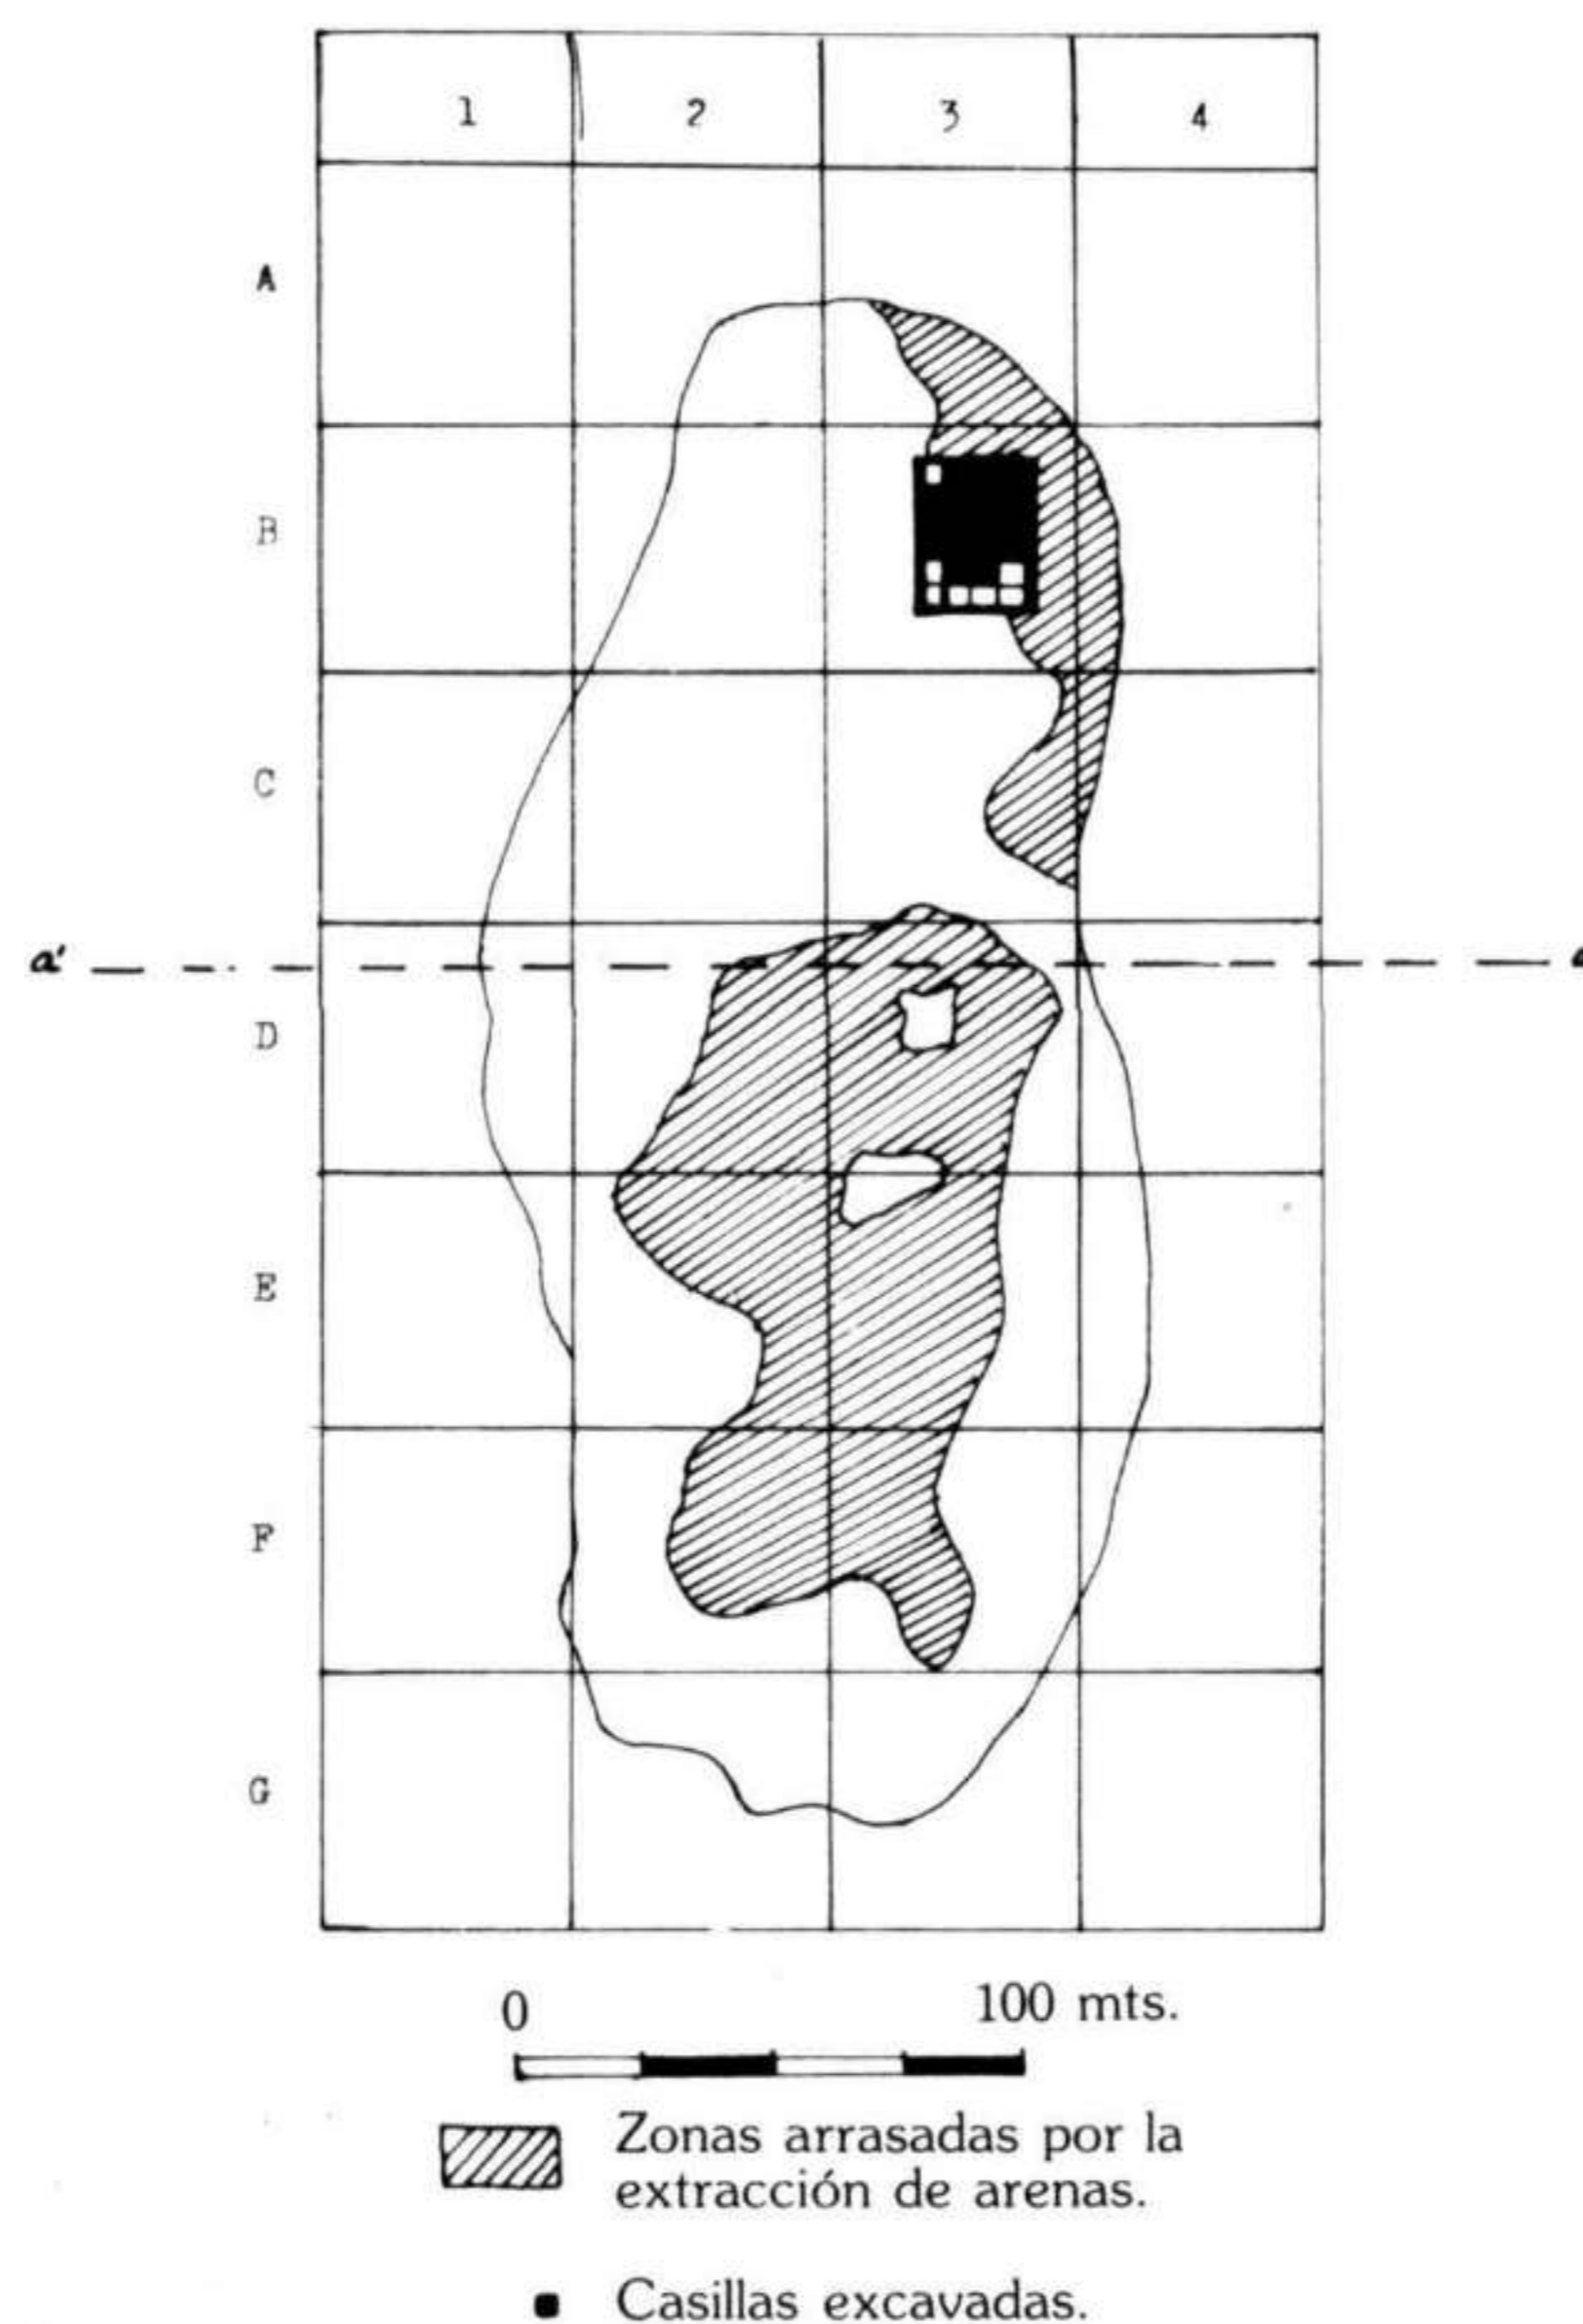 1 2 3 4
A
B
C
a'
D
E
F
G
0 100 mts.
Zonas arrasadas por la
extracción de arenas.
Casillas excavadas.